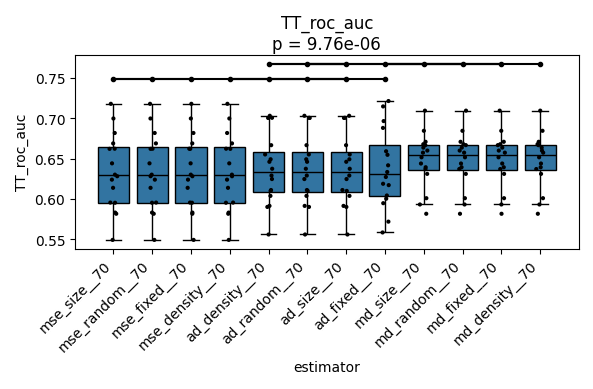 TT_roc_auc
p = 9.76e-06
TT_roc_auc
0.75
0.70
0.65
0.60
0.55
mse_size__70
mse_random__70
mse_fixed__70
mse_density__70
ad_density__70
ad_random__70
ad_size__70
ad_fixed__70
md_size__70
md_random__70
md_fixed__70
md_density__70
estimator